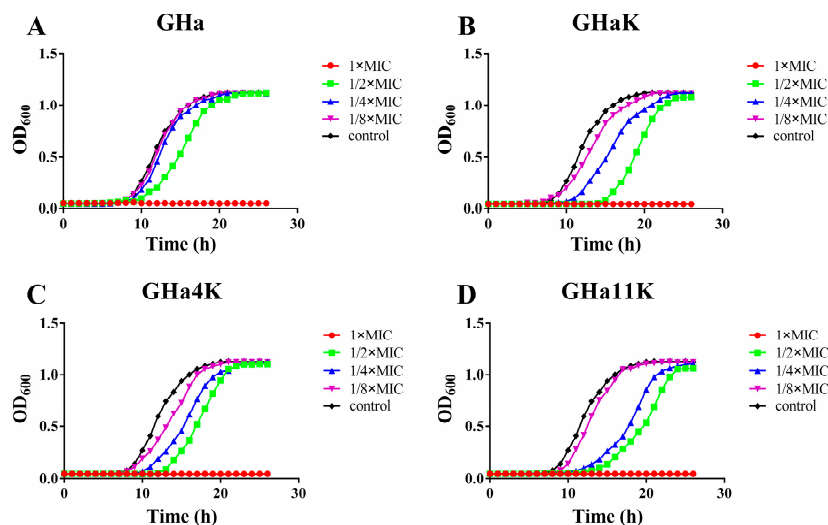 A
GHa
1.5
1.0
0.5
0.0
OD600
0
10
20
30
Time (h)
1×MIC
1/2×MIC
1/4×MIC
1/8×MIC
control
B
GHaK
1.5
1.0
0.5
0.0
OD600
0
10
20
30
Time (h)
1×MIC
1/2×MIC
1/4×MIC
1/8×MIC
control
C
GHa4K
1.5
1.0
0.5
0.0
OD600
0
10
20
30
Time (h)
1×MIC
1/2×MIC
1/4×MIC
1/8×MIC
control
D
GHa11K
1.5
1.0
0.5
0.0
OD600
0
10
20
30
Time (h)
1×MIC
1/2×MIC
1/4×MIC
1/8×MIC
control